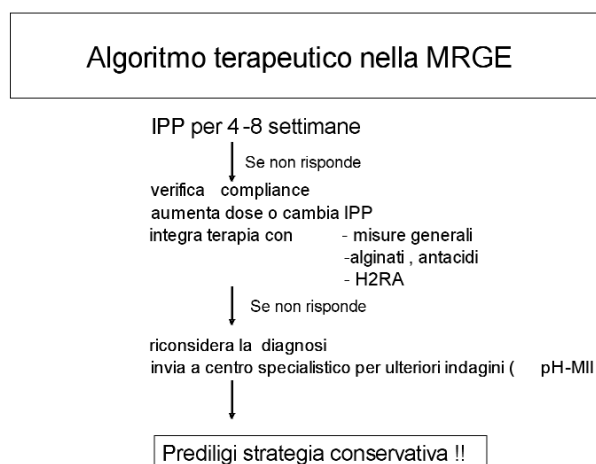 Algoritmo terapeutico nella MRGE
IPP per 4-8 settimane
Se non risponde
verifica compliance
aumenta dose o cambia IPP
integra terapia con - misure generali
-alginati , antacidi
- H2RA
Se non risponde
riconsidera la diagnosi
invia a centro specialistico per ulteriori indagini ( pH-MII
Prediligi strategia conservativa !!